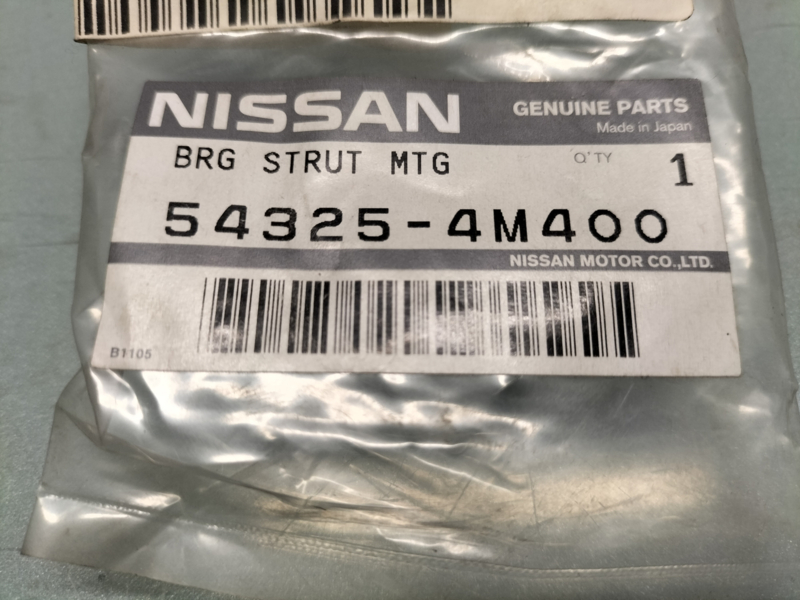 NISSAN
GENUINE PARTS
Made in Japan
BRG STRUT MTG
Q'TY
1
54325-4M400
NISSAN MOTOR CO.,LTD.
B1105